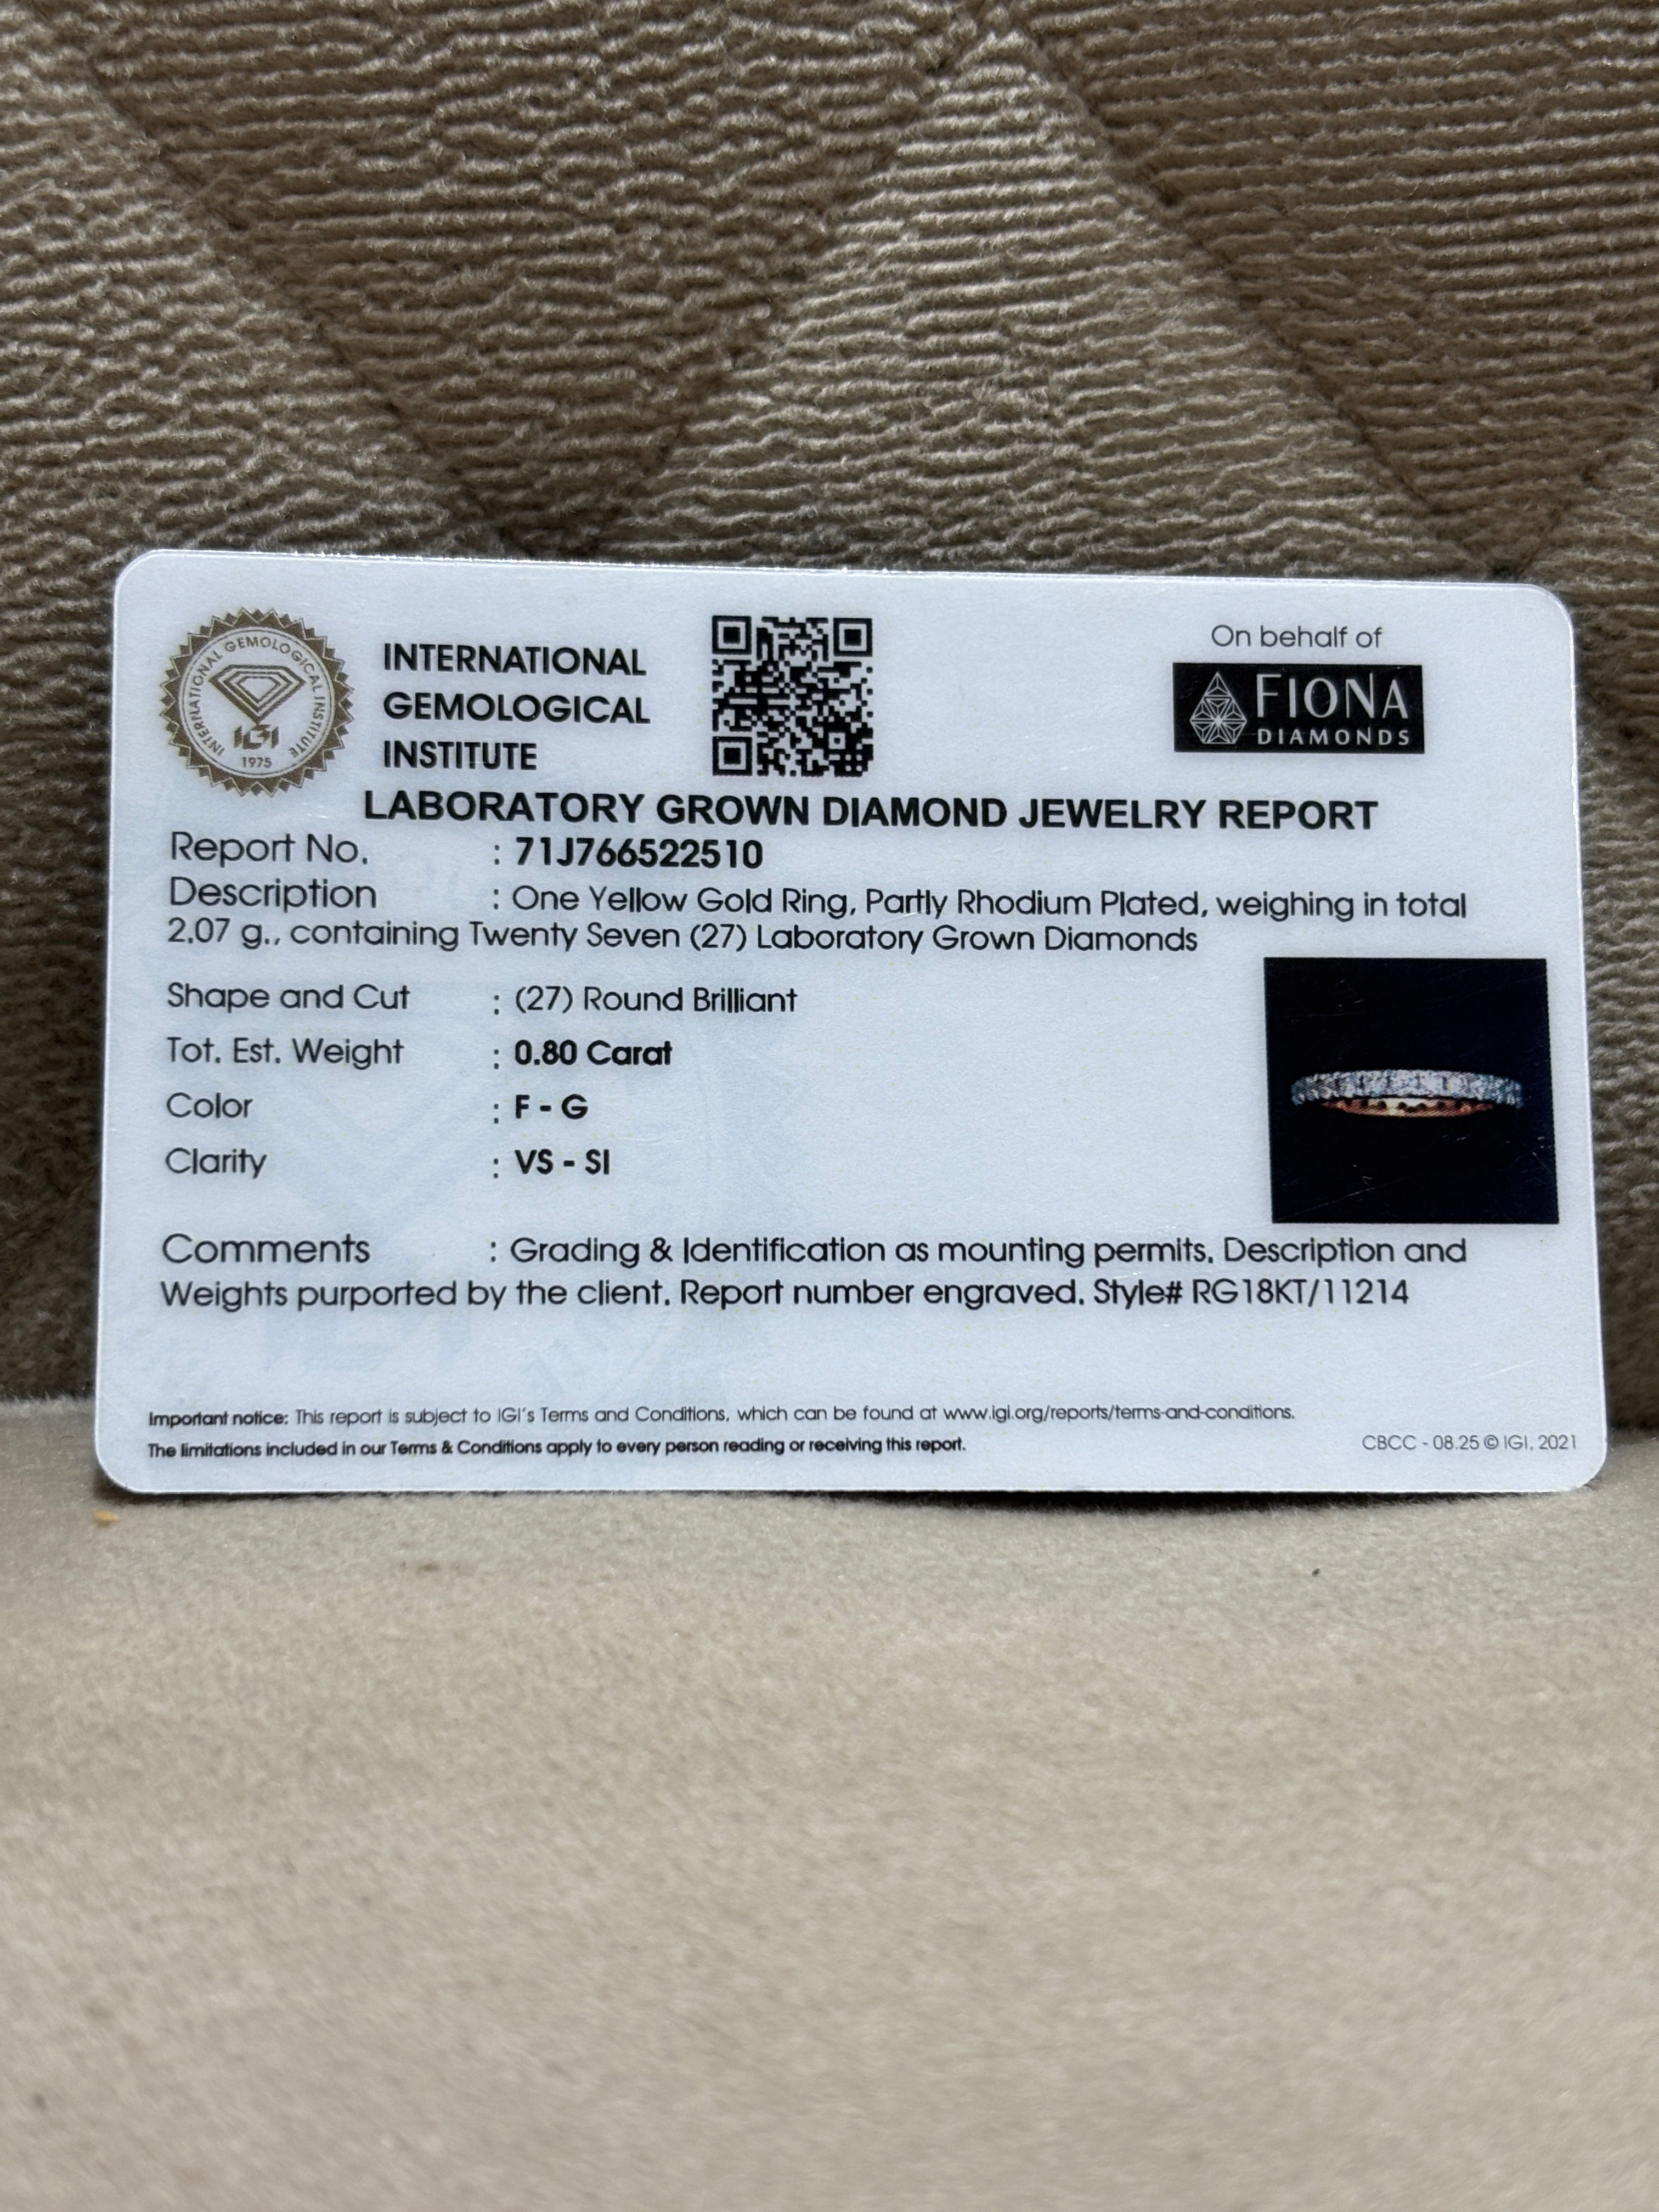 INTERNATIONAL GEMOLOGICAL INSTITUTE
IGI
1975
INTERNATIONAL
GEMOLOGICAL
INSTITUTE
On behalf of
FIONA
DIAMONDS
LABORATORY GROWN DIAMOND JEWELRY REPORT
Report No. : 71J766522510
Description : One Yellow Gold Ring, Partly Rhodium Plated, weighing in total
2.07 g., containing Twenty Seven (27) Laboratory Grown Diamonds
Shape and Cut : (27) Round Brilliant
Tot. Est. Weight : 0.80 Carat
Color : F - G
Clarity : VS - SI
Comments : Grading & Identification as mounting permits. Description and
Weights purported by the client. Report number engraved. Style# RG18KT/11214
Important notice: This report is subject to IGI's Terms and Conditions, which can be found at www.igi.org/reports/terms-and-conditions.
The limitations included in our Terms & Conditions apply to every person reading or receiving this report.
CBCC - 08.25 © IGI, 2021